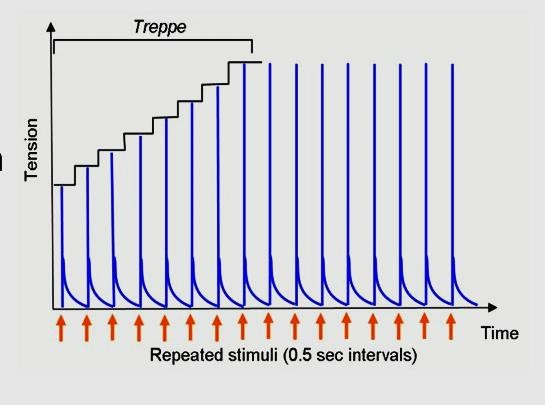 Treppe
Tension
Time
Repeated stimuli (0.5 sec intervals)